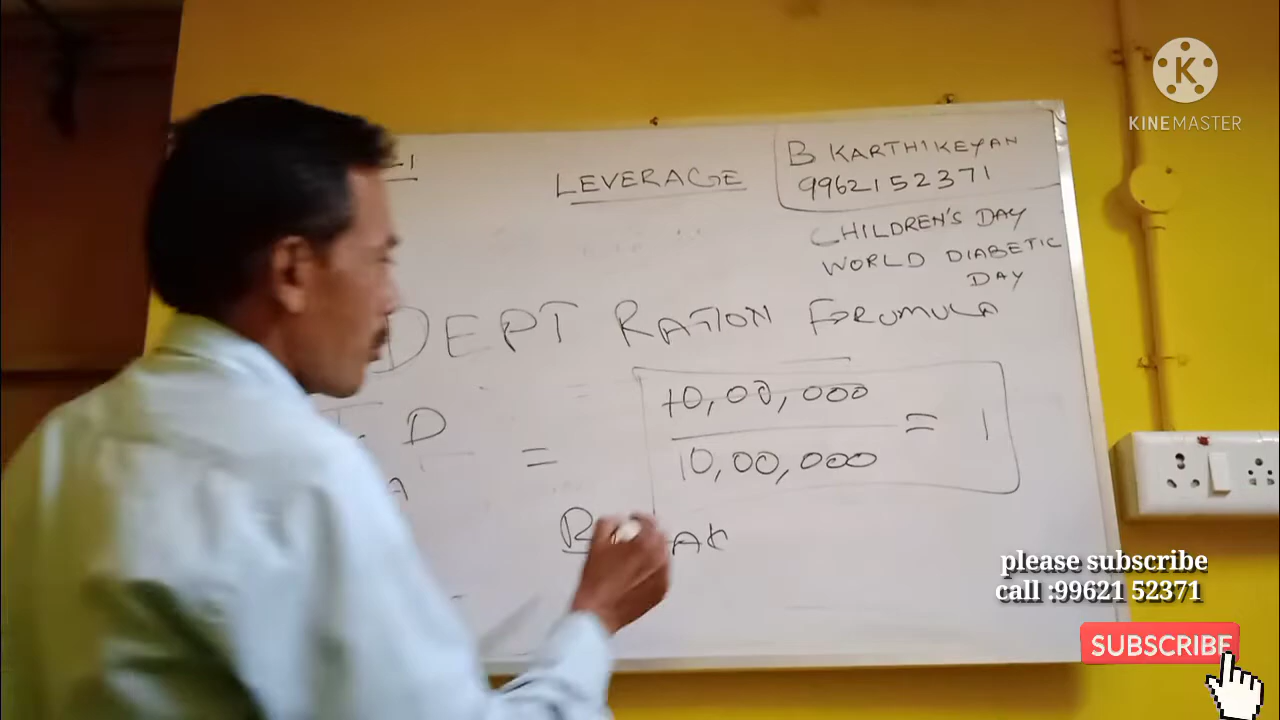 LEVERAGE
B KARTHIKEYAN
9962152371
CHILDREN'S DAY
WORLD DIABETIC
DAY
DEPT RATION FORUMULA
D
A
=
10,00,000
10,00,000
= 1
KINEMASTER
please subscribe
call :99621 52371
SUBSCRIBE